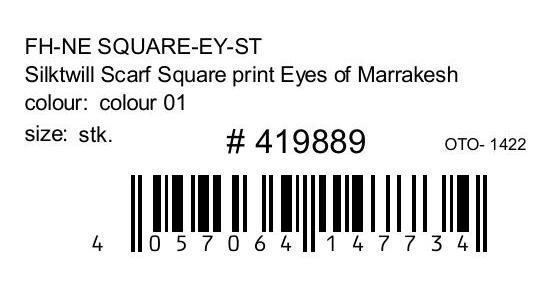 FH-NE SQUARE-EY-ST
Silktwill Scarf Square print Eyes of Marrakesh
colour: colour 01
size: stk.
# 419889
OTO- 1422
4 057064 147734